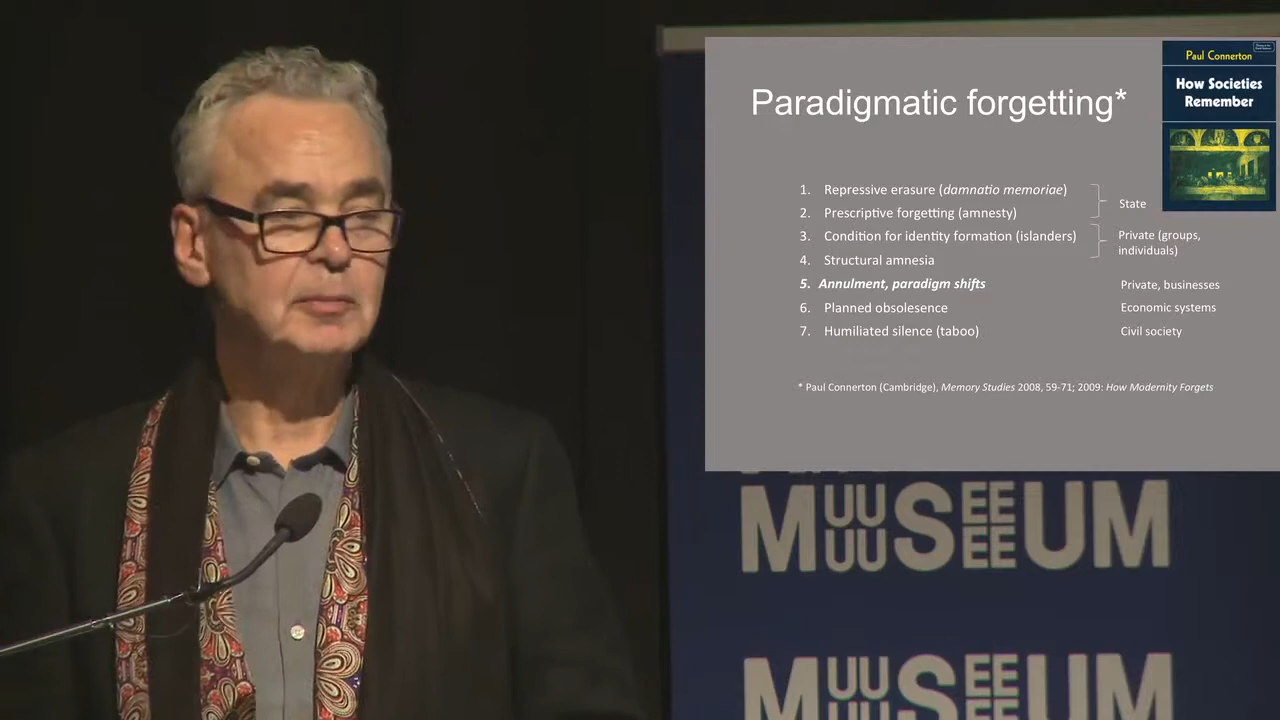 Paul Connerton
How Societies
Remember
Paradigmatic forgetting*
1. Repressive erasure (damnatio memoriae)
2. Prescriptive forgetting (amnesty)
State
3. Condition for identity formation (islanders)
4. Structural amnesia
Private (groups,
individuals)
5. Annulment, paradigm shifts
Private, businesses
6. Planned obsolesence
Economic systems
7. Humiliated silence (taboo)
Civil society
* Paul Connerton (Cambridge), Memory Studies 2008, 59-71; 2009: How Modernity Forgets
MUUSEEUM
UUEE
MUUSEEUM
UUEE